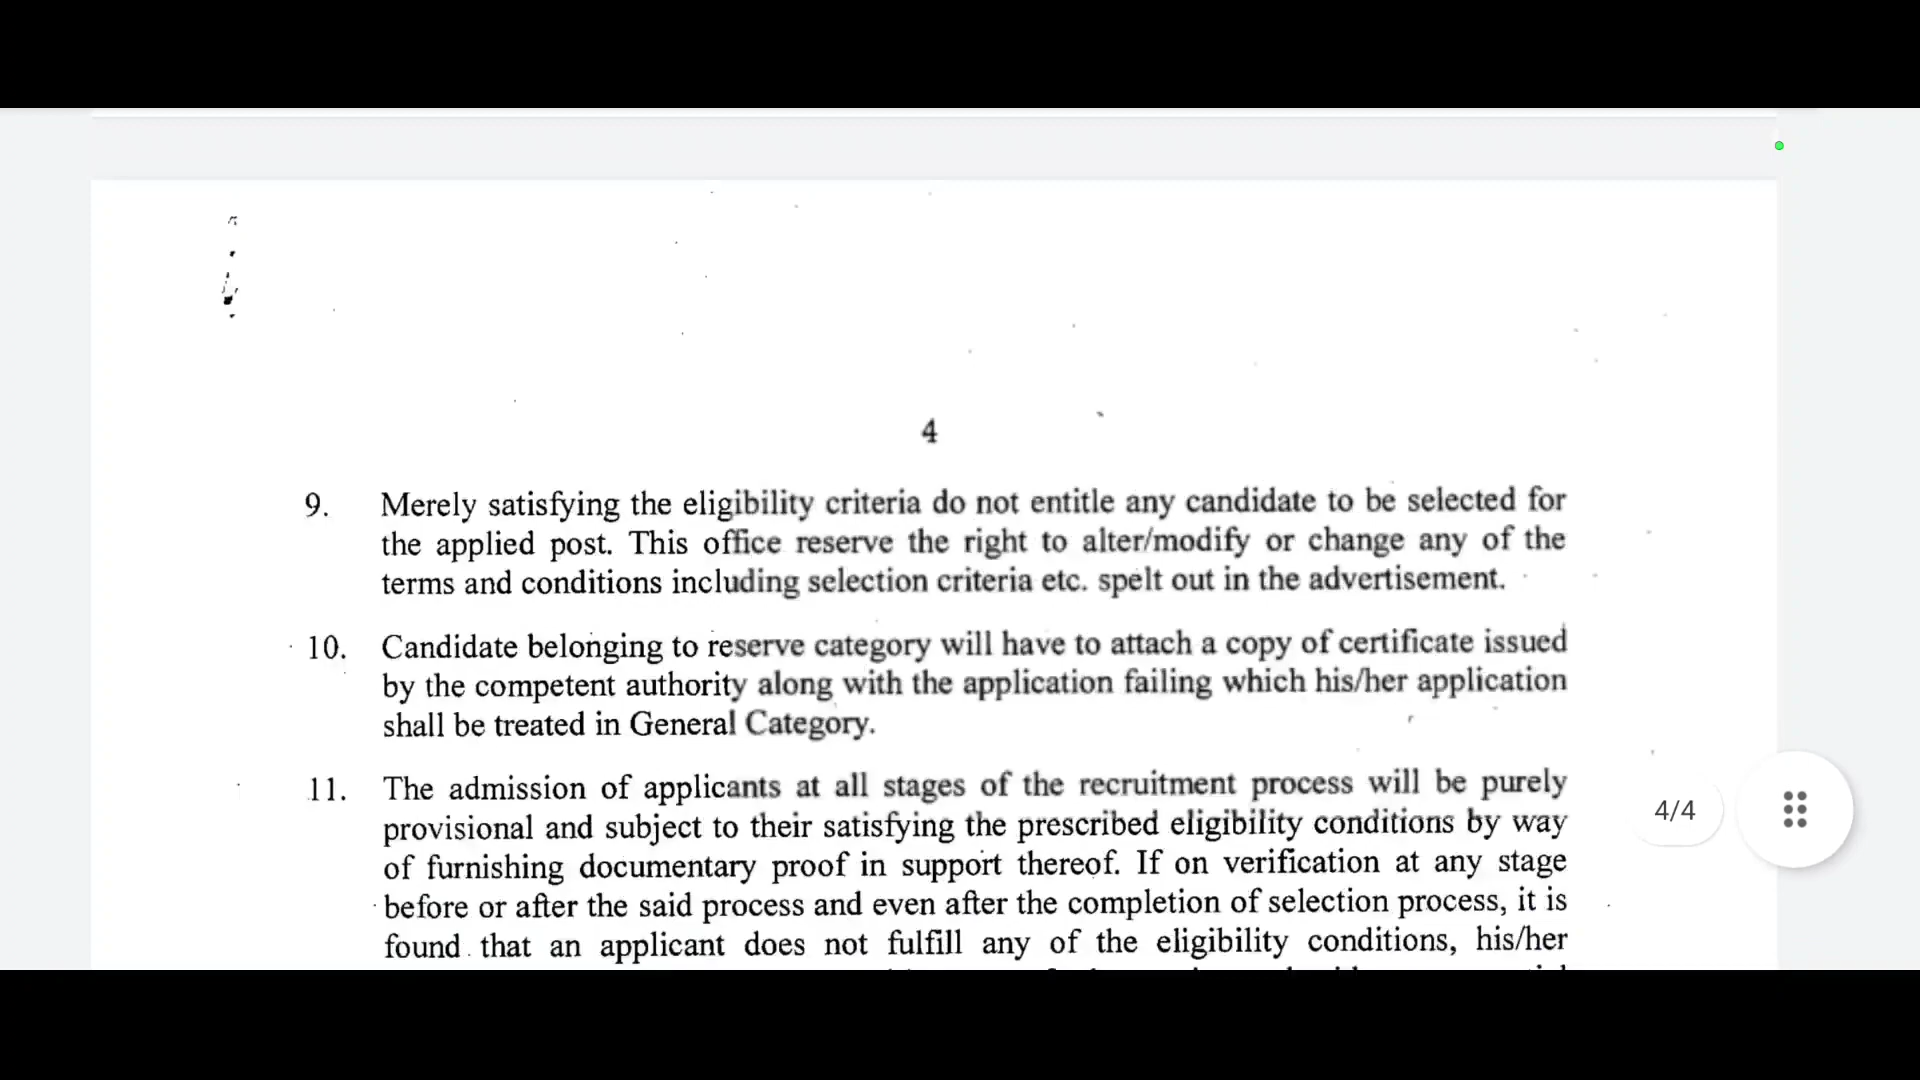 4
9. Merely satisfying the eligibility criteria do not entitle any candidate to be selected for
the applied post. This office reserve the right to alter/modify or change any of the
terms and conditions including selection criteria etc. spelt out in the advertisement.
10. Candidate belonging to reserve category will have to attach a copy of certificate issued
by the competent authority along with the application failing which his/her application
shall be treated in General Category.
11. The admission of applicants at all stages of the recruitment process will be purely
provisional and subject to their satisfying the prescribed eligibility conditions by way
of furnishing documentary proof in support thereof. If on verification at any stage
before or after the said process and even after the completion of selection process, it is
found that an applicant does not fulfill any of the eligibility conditions, his/her
4/4